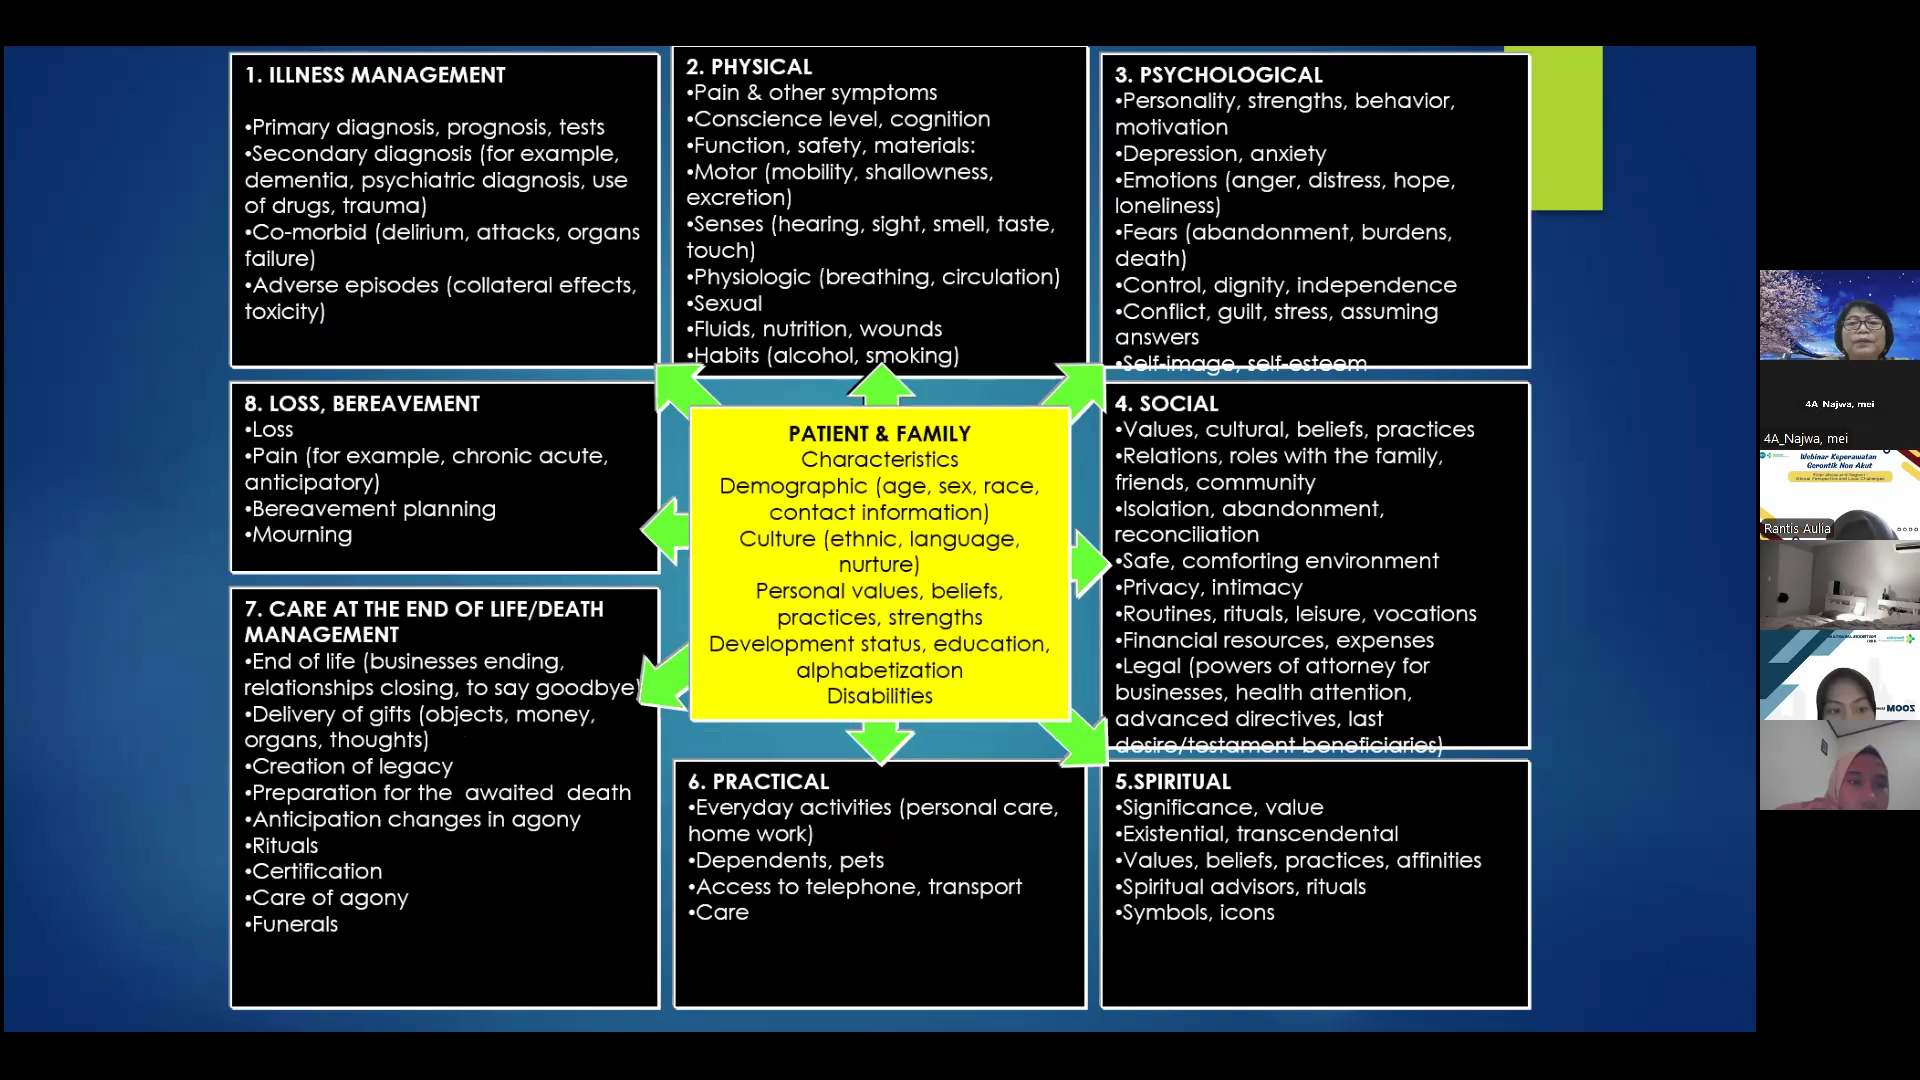 1. ILLNESS MANAGEMENT
•Primary diagnosis, prognosis, tests
•Secondary diagnosis (for example,
dementia, psychiatric diagnosis, use
of drugs, trauma)
•Co-morbid (delirium, attacks, organs
failure)
•Adverse episodes (collateral effects,
toxicity)
2. PHYSICAL
•Pain & other symptoms
•Conscience level, cognition
•Function, safety, materials:
•Motor (mobility, shallowness,
excretion)
•Senses (hearing, sight, smell, taste,
touch)
•Physiologic (breathing, circulation)
•Sexual
•Fluids, nutrition, wounds
•Habits (alcohol, smoking)
3. PSYCHOLOGICAL
•Personality, strengths, behavior,
motivation
•Depression, anxiety
•Emotions (anger, distress, hope,
loneliness)
•Fears (abandonment, burdens,
death)
•Control, dignity, independence
•Conflict, guilt, stress, assuming
answers
•Self-image, self-esteem
8. LOSS, BEREAVEMENT
•Loss
•Pain (for example, chronic acute,
anticipatory)
•Bereavement planning
•Mourning
PATIENT & FAMILY
Characteristics
Demographic (age, sex, race,
contact information)
Culture (ethnic, language,
nurture)
Personal values, beliefs,
practices, strengths
Development status, education,
alphabetization
Disabilities
4. SOCIAL
•Values, cultural, beliefs, practices
•Relations, roles with the family,
friends, community
•Isolation, abandonment,
reconciliation
•Safe, comforting environment
•Privacy, intimacy
•Routines, rituals, leisure, vocations
•Financial resources, expenses
•Legal (powers of attorney for
businesses, health attention,
advanced directives, last
desire/testament beneficiaries)
7. CARE AT THE END OF LIFE/DEATH
MANAGEMENT
•End of life (businesses ending,
relationships closing, to say goodbye)
•Delivery of gifts (objects, money,
organs, thoughts)
•Creation of legacy
•Preparation for the  awaited  death
•Anticipation changes in agony
•Rituals
•Certification
•Care of agony
•Funerals
6. PRACTICAL
•Everyday activities (personal care,
home work)
•Dependents, pets
•Access to telephone, transport
•Care
5.SPIRITUAL
•Significance, value
•Existential, transcendental
•Values, beliefs, practices, affinities
•Spiritual advisors, rituals
•Symbols, icons
4A_Najwa, mei
4A_Najwa, mei
Webinar Keperawatan
Gerontik Non Akut
Rantis Aulia
ZOOM